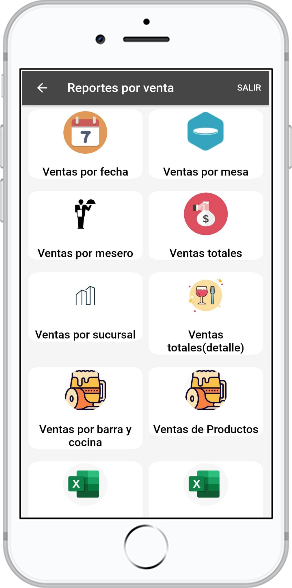 Reportes por venta SALIR
7
Ventas por fecha
Ventas por mesa
Ventas por mesero
$
Ventas totales
Ventas por sucursal
Ventas
totales(detalle)
Ventas por barra y
cocina
Ventas de Productos
X
X